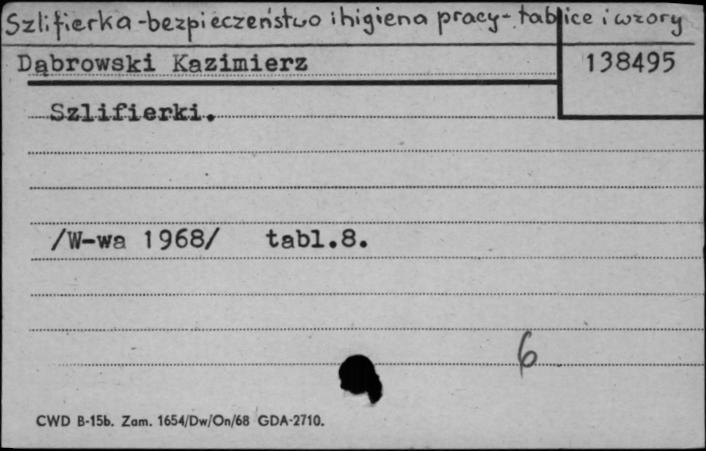 Szlifierka-bezpieczeństwo i higiena pracy-tablice i wzory
Dąbrowski Kazimierz 138495
Szlifierki.
/W-wa 1968/ tabl.8.
6
CWD B-15b. Zam. 1654/Dw/On/68 GDA-2710.